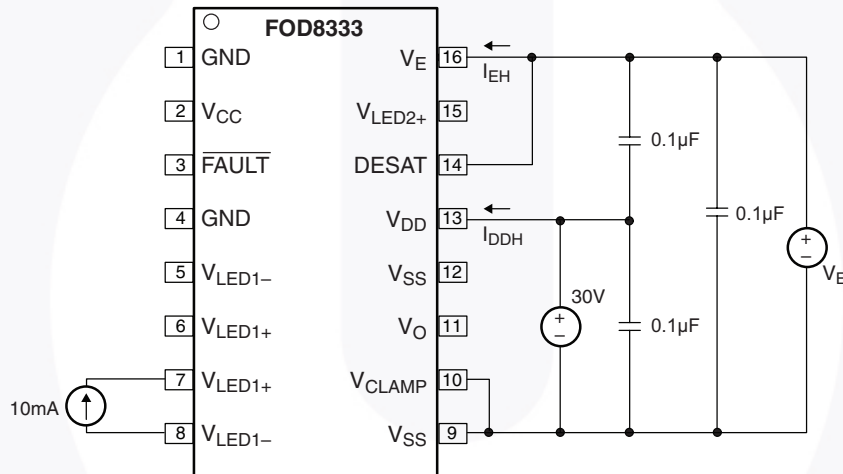 FOD8333
1 GND
2 VCC
3 FAULT
4 GND
5 VLED1–
6 VLED1+
7 VLED1+
8 VLED1–
10mA
VE 16
VLED2+ 15
DESAT 14
VDD 13
VSS 12
VO 11
VCLAMP 10
VSS 9
IEH
IDDH
30V
+
–
0.1µF
0.1µF
0.1µF
+
–
VE